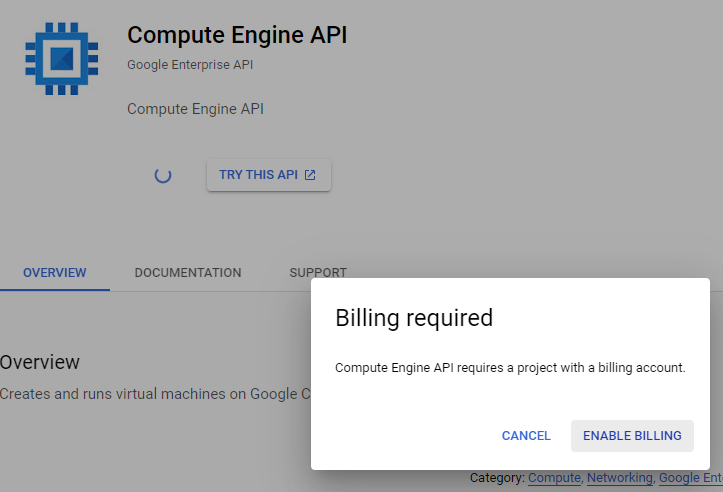 Compute Engine API
Google Enterprise API
Compute Engine API
TRY THIS API
OVERVIEW
DOCUMENTATION
SUPPORT
Billing required
Compute Engine API requires a project with a billing account.
CANCEL
ENABLE BILLING
Overview
Creates and runs virtual machines on Google C
Category: Compute, Networking, Google Ent